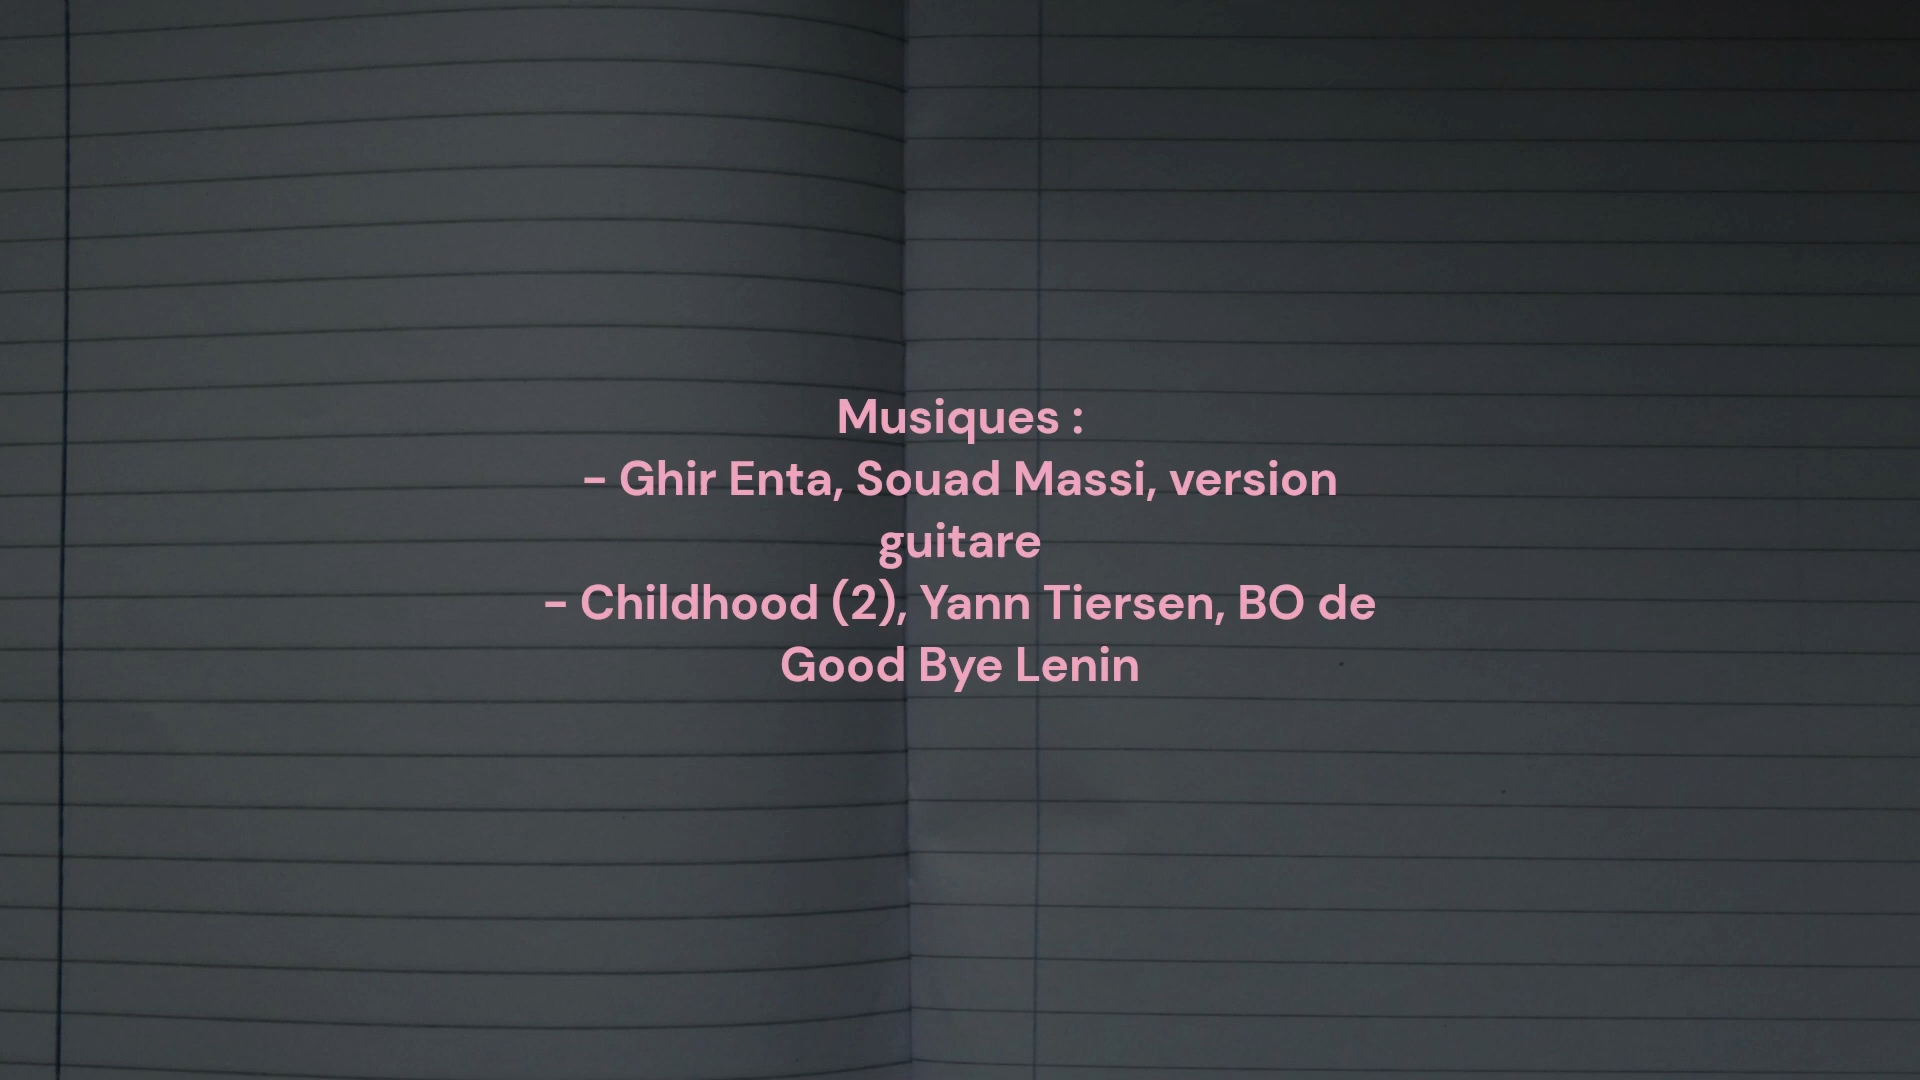 Musiques :
- Ghir Enta, Souad Massi, version
guitare
- Childhood (2), Yann Tiersen, BO de
Good Bye Lenin